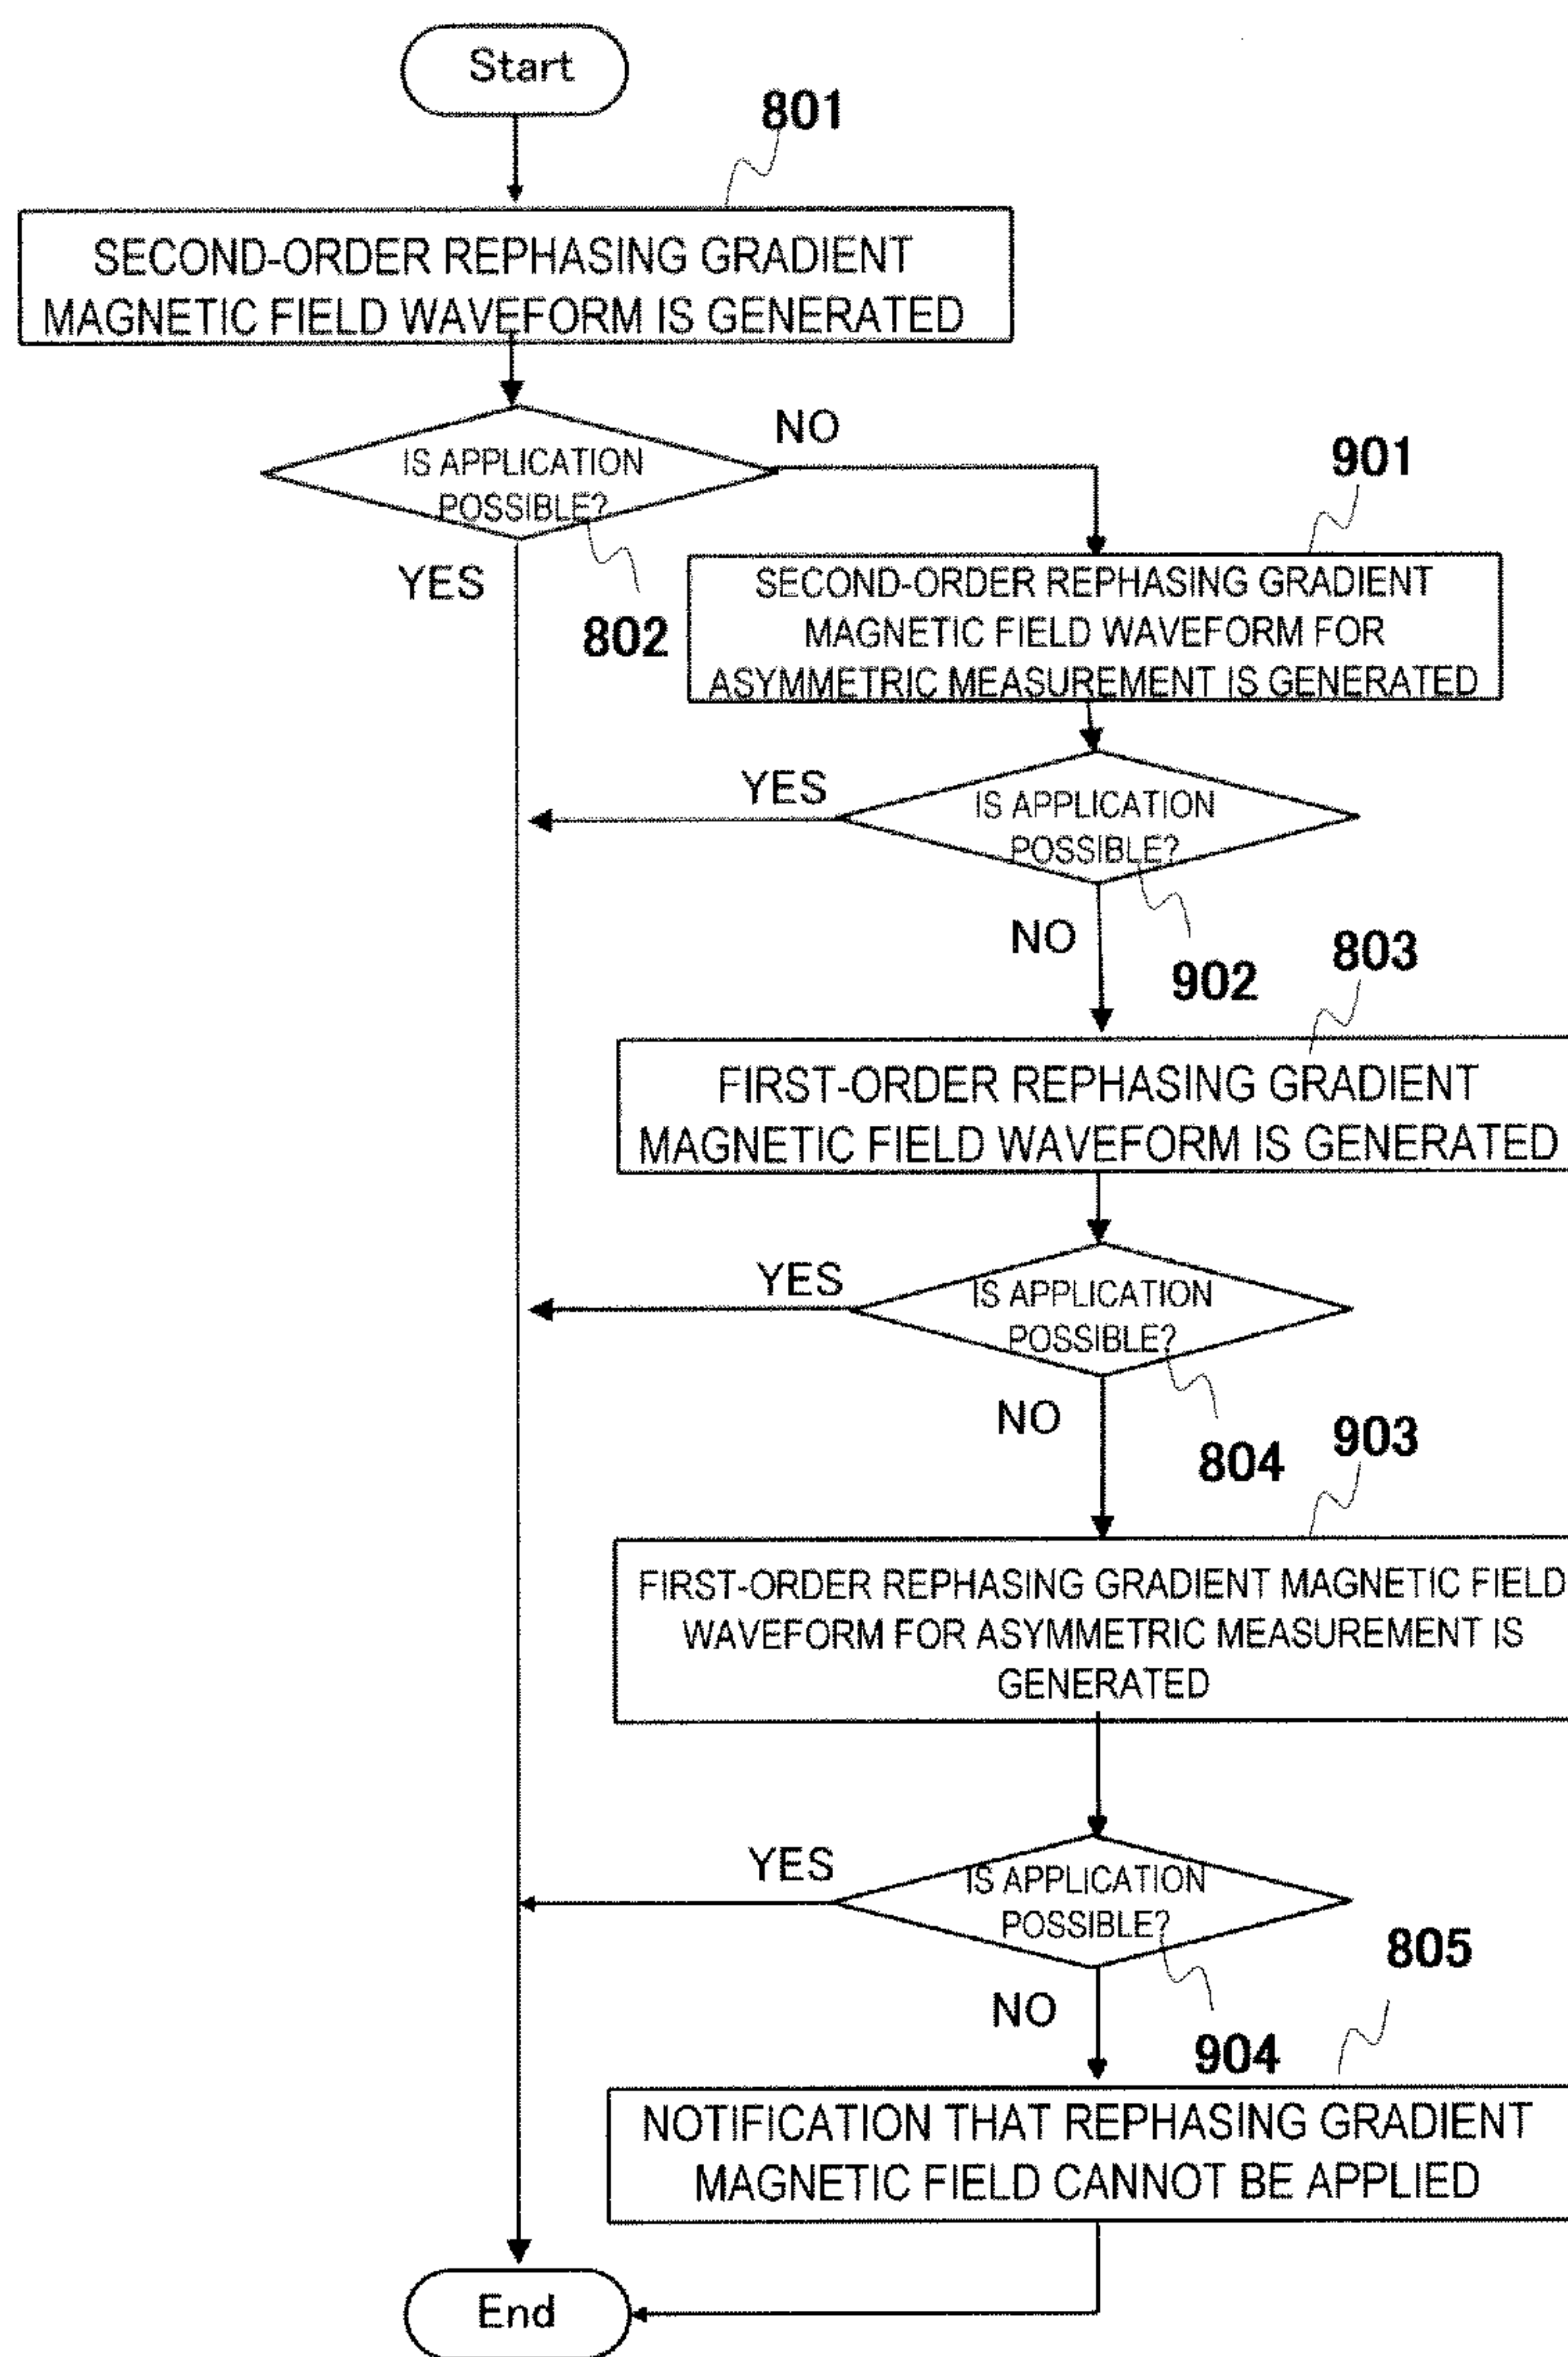 Start
801
SECOND-ORDER REPHASING GRADIENT
MAGNETIC FIELD WAVEFORM IS GENERATED
NO
IS APPLICATION
POSSIBLE?
YES
802
901
SECOND-ORDER REPHASING GRADIENT
MAGNETIC FIELD WAVEFORM FOR
ASYMMETRIC MEASUREMENT IS GENERATED
YES
IS APPLICATION
POSSIBLE?
NO
902
803
FIRST-ORDER REPHASING GRADIENT
MAGNETIC FIELD WAVEFORM IS GENERATED
YES
IS APPLICATION
POSSIBLE?
NO
804
903
FIRST-ORDER REPHASING GRADIENT MAGNETIC FIELD
WAVEFORM FOR ASYMMETRIC MEASUREMENT IS
GENERATED
YES
IS APPLICATION
POSSIBLE?
NO
904
805
NOTIFICATION THAT REPHASING GRADIENT
MAGNETIC FIELD CANNOT BE APPLIED
End